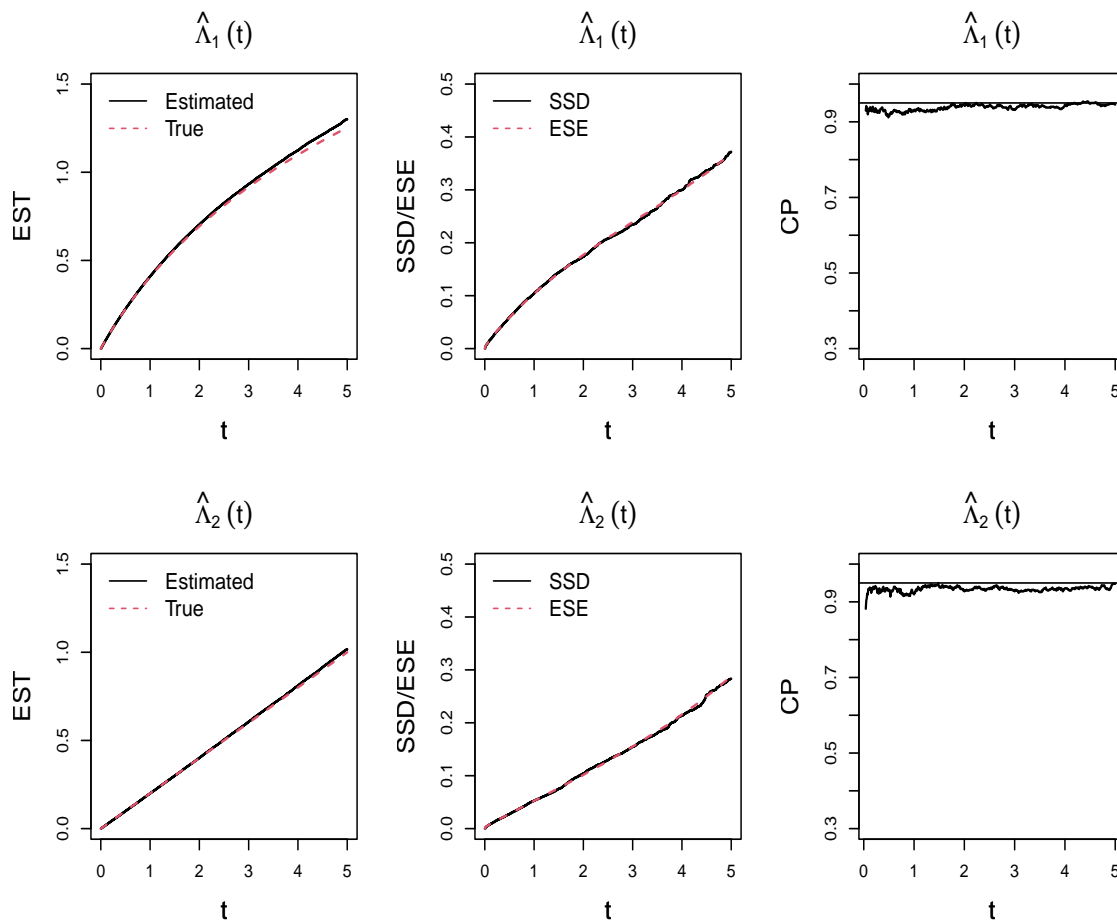 Λ̂₁ (t)
EST
0.0 0.5 1.0 1.5
Estimated
True
0 1 2 3 4 5
t
Λ̂₁ (t)
SSD/ESE
0.0 0.1 0.2 0.3 0.4 0.5
SSD
ESE
0 1 2 3 4 5
t
Λ̂₁ (t)
CP
0.3 0.5 0.7 0.9
0 1 2 3 4 5
t
Λ̂₂ (t)
EST
0.0 0.5 1.0 1.5
Estimated
True
0 1 2 3 4 5
t
Λ̂₂ (t)
SSD/ESE
0.0 0.1 0.2 0.3 0.4 0.5
SSD
ESE
0 1 2 3 4 5
t
Λ̂₂ (t)
CP
0.3 0.5 0.7 0.9
0 1 2 3 4 5
t